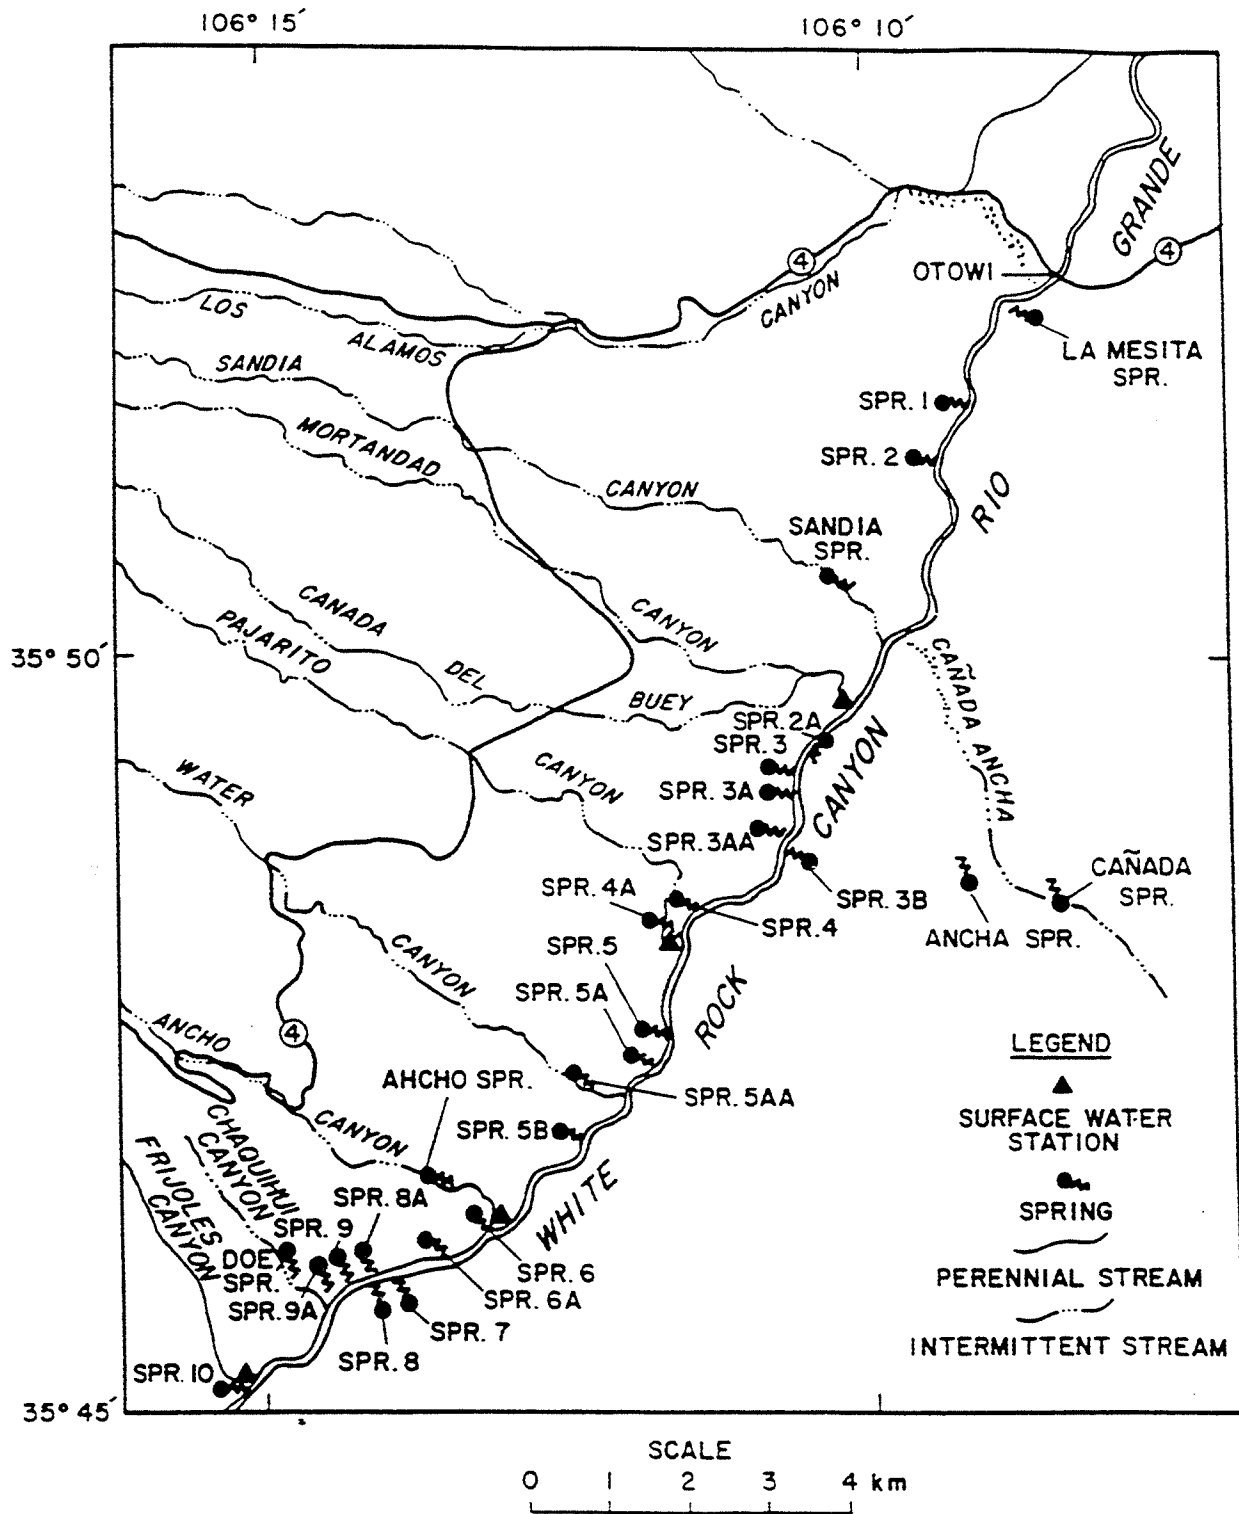 106° 15′
106° 10′
GRANDE
4
4
OTOWI
CANYON
LOS
ALAMOS
LA MESITA
SPR.
SANDIA
SPR. 1
MORTANDAD
SPR. 2
CANYON
RIO
SANDIA
SPR.
CANADA
CANYON
PAJARITO
35° 50′
DEL
BUEY
CAÑADA ANCHA
SPR. 2A
SPR. 3
CANYON
WATER
CANYON
SPR. 3A
SPR. 3AA
SPR. 3B
CAÑADA
SPR.
SPR. 4A
SPR. 4
ANCHA SPR.
SPR. 5
CANYON
SPR. 5A
ROCK
ANCHO
4
LEGEND
AHCHO SPR.
SPR. 5AA
SURFACE WATER
STATION
CANYON
SPR. 5B
CHAQUIHUI
CANYON
FRIJOLES
CANYON
SPR. 8A
WHITE
SPRING
SPR. 9
DOE
SPR.
SPR. 6
PERENNIAL STREAM
SPR. 9A
SPR. 6A
SPR. 7
SPR. 8
INTERMITTENT STREAM
SPR. 10
35° 45′
SCALE
0 1 2 3 4 km